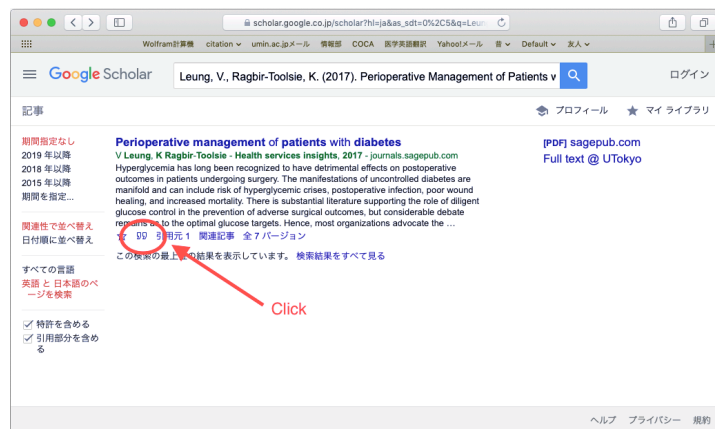 scholar.google.co.jp/scholar?hl=ja&as_sdt=0%2C5&q=Leun
Wolfram計算機 citation umin.ac.jpメール 情報部 COCA 医学英語翻訳 Yahoo!メール 昔 Default 友人
Google Scholar
Leung, V., Ragbir-Toolsie, K. (2017). Perioperative Management of Patients v
ログイン
記事
プロフィール
マイ ライブラリ
期間指定なし
2019 年以降
2018 年以降
2015 年以降
期間を指定...
関連性で並べ替え
日付順に並べ替え
すべての言語
英語 と 日本語のペ
ージを検索
特許を含める
引用部分を含め
る
Perioperative management of patients with diabetes
V Leung, K Ragbir-Toolsie - Health services insights, 2017 - journals.sagepub.com
Hyperglycemia has long been recognized to have detrimental effects on postoperative
outcomes in patients undergoing surgery. The manifestations of uncontrolled diabetes are
manifold and can include risk of hyperglycemic crises, postoperative infection, poor wound
healing, and increased mortality. There is substantial literature supporting the role of diligent
glucose control in the prevention of adverse surgical outcomes, but considerable debate
remains as to the optimal glucose targets. Hence, most organizations advocate the …
引用元 1 関連記事 全 7 バージョン
この検索の最上位の結果を表示しています。 検索結果をすべて見る
[PDF] sagepub.com
Full text @ UTokyo
Click
ヘルプ プライバシー 規約